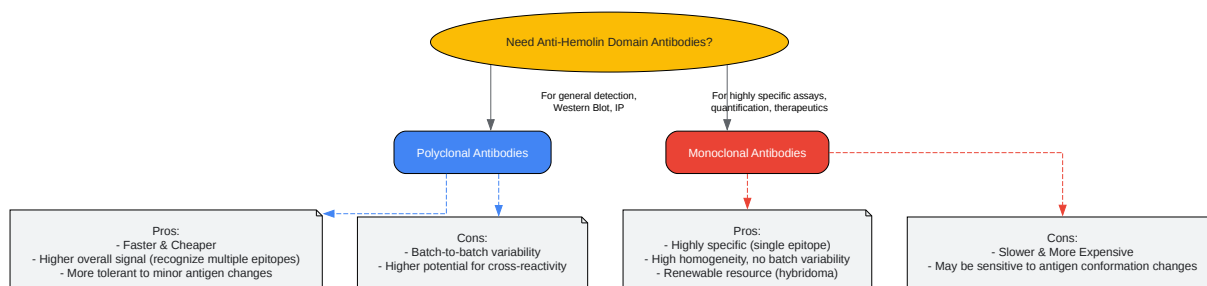 Need Anti-Hemolin Domain Antibodies?
For general detection,
Western Blot, IP
For highly specific assays,
quantification, therapeutics
Polyclonal Antibodies
Monoclonal Antibodies
Pros:
- Faster & Cheaper
- Higher overall signal (recognize multiple epitopes)
- More tolerant to minor antigen changes
Cons:
- Batch-to-batch variability
- Higher potential for cross-reactivity
Pros:
- Highly specific (single epitope)
- High homogeneity, no batch variability
- Renewable resource (hybridoma)
Cons:
- Slower & More Expensive
- May be sensitive to antigen conformation changes